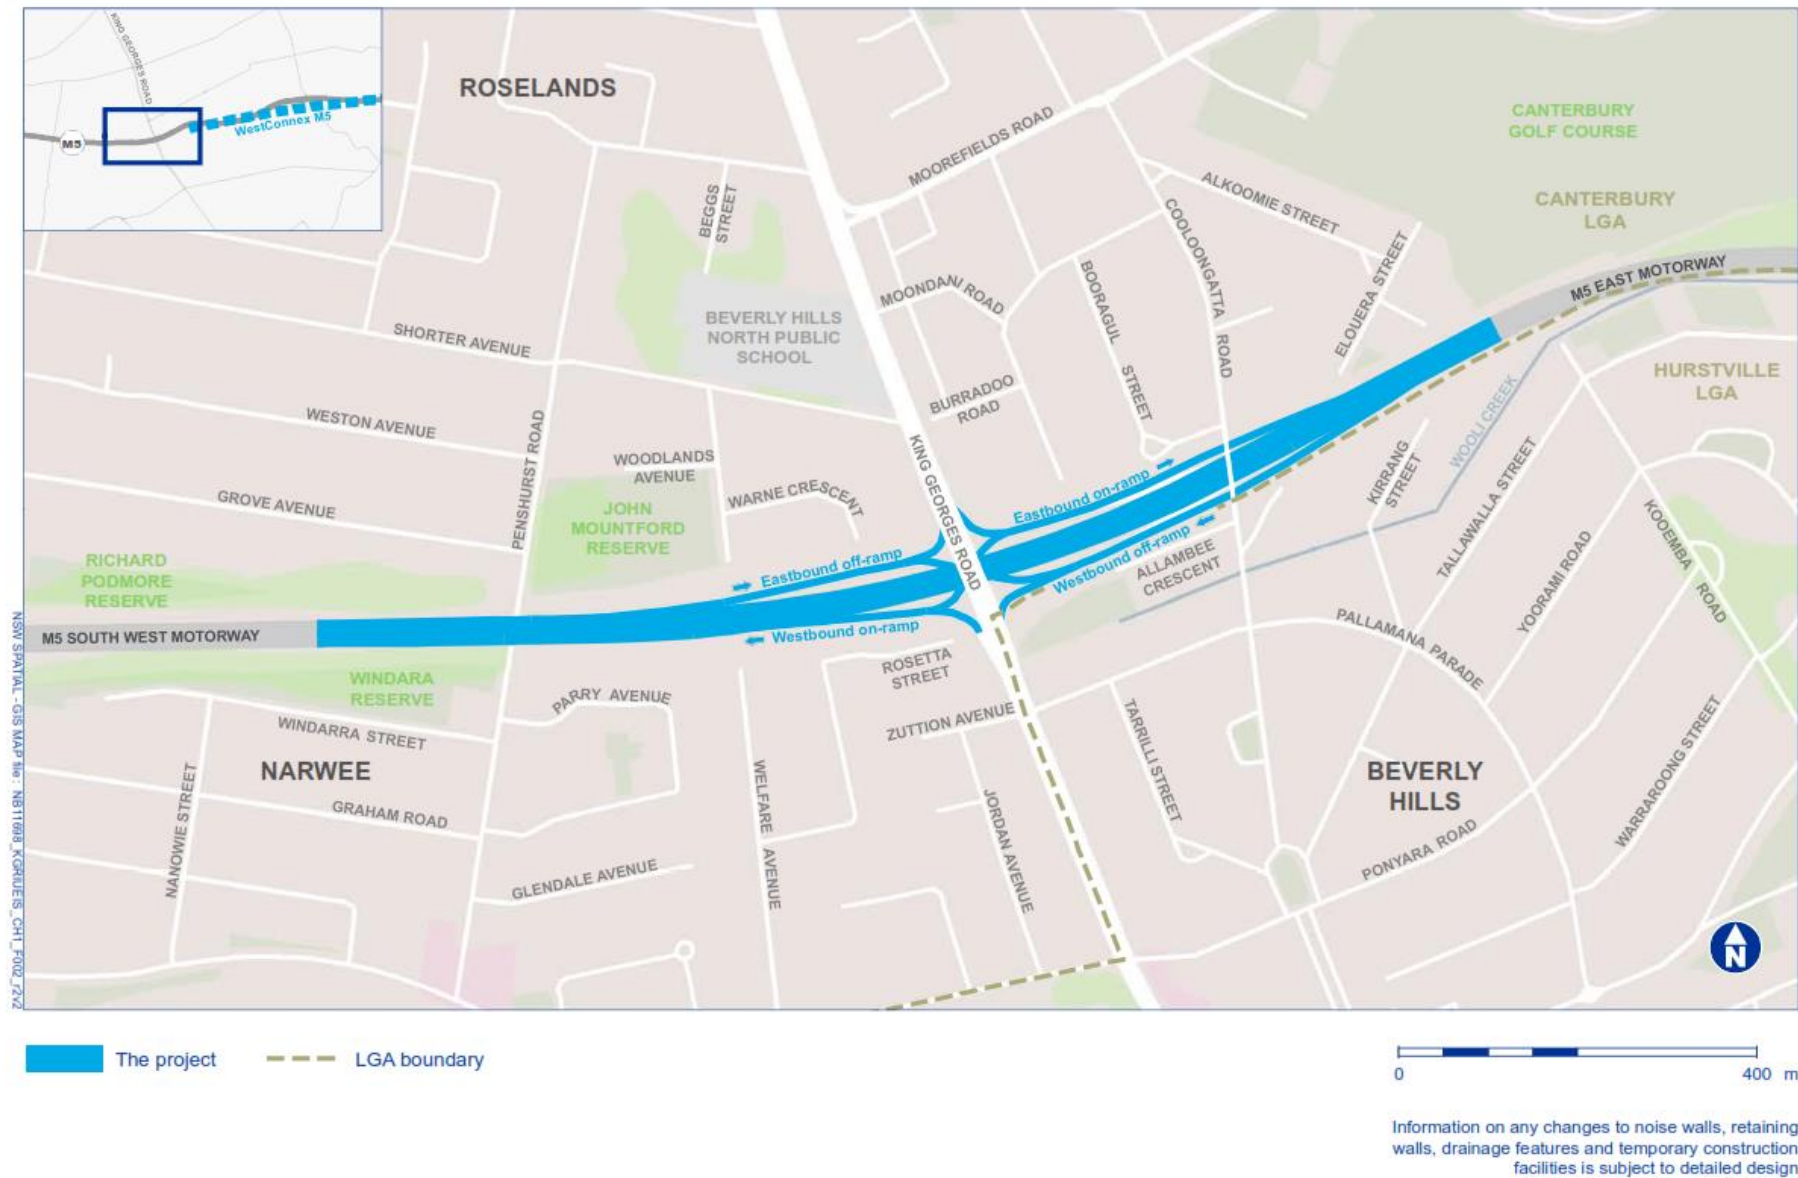 KING GEORGES ROAD
M5
WestConnex M5
ROSELANDS
CANTERBURY
GOLF COURSE
CANTERBURY
LGA
MOOREFIELDS ROAD
ALKOOMIE STREET
BEGGS
STREET
COOLOONGATTA ROAD
ELOUERA STREET
M5 EAST MOTORWAY
MOONDANI ROAD
BOORAGUL STREET
BEVERLY HILLS
NORTH PUBLIC
SCHOOL
SHORTER AVENUE
HURSTVILLE
LGA
BURRADOO
ROAD
WESTON AVENUE
PENSHURST ROAD
WOODLANDS
AVENUE
KING GEORGES ROAD
KIRRANG
STREET
WOOLI CREEK
TALLAWALLA STREET
GROVE AVENUE
JOHN
MOUNTFORD
RESERVE
WARNE CRESCENT
Eastbound on-ramp
KOOEMBA ROAD
RICHARD
PODMORE
RESERVE
Eastbound off-ramp
Westbound off-ramp
ALLAMBEE
CRESCENT
YOORAMI ROAD
M5 SOUTH WEST MOTORWAY
Westbound on-ramp
PALLAMANA PARADE
WINDARA
RESERVE
ROSETTA
STREET
PARRY AVENUE
ZUTTION AVENUE
TARRILLI STREET
WINDARRA STREET
NARWEE
NANOWIE STREET
GRAHAM ROAD
WELFARE AVENUE
JORDAN AVENUE
BEVERLY
HILLS
WARRAROONG STREET
PONYARA ROAD
GLENDALE AVENUE
N
NSW SPATIAL - GIS MAP file : NB11698_KGRIUEIS_CH1_F002_r2v2
The project
LGA boundary
0 400 m
Information on any changes to noise walls, retaining
walls, drainage features and temporary construction
facilities is subject to detailed design